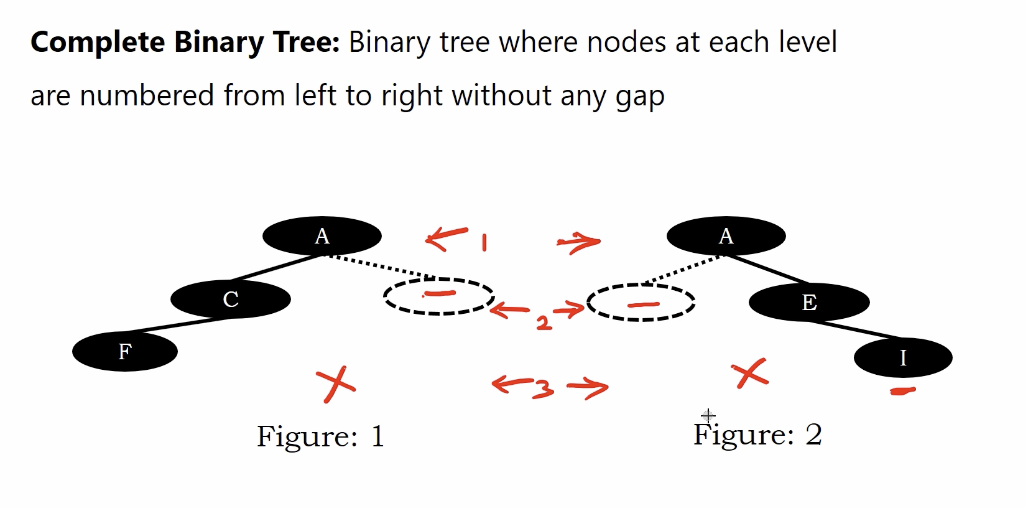 Complete Binary Tree: Binary tree where nodes at each level
are numbered from left to right without any gap
A
1
A
C
2
E
F
3
I
Figure: 1
Figure: 2